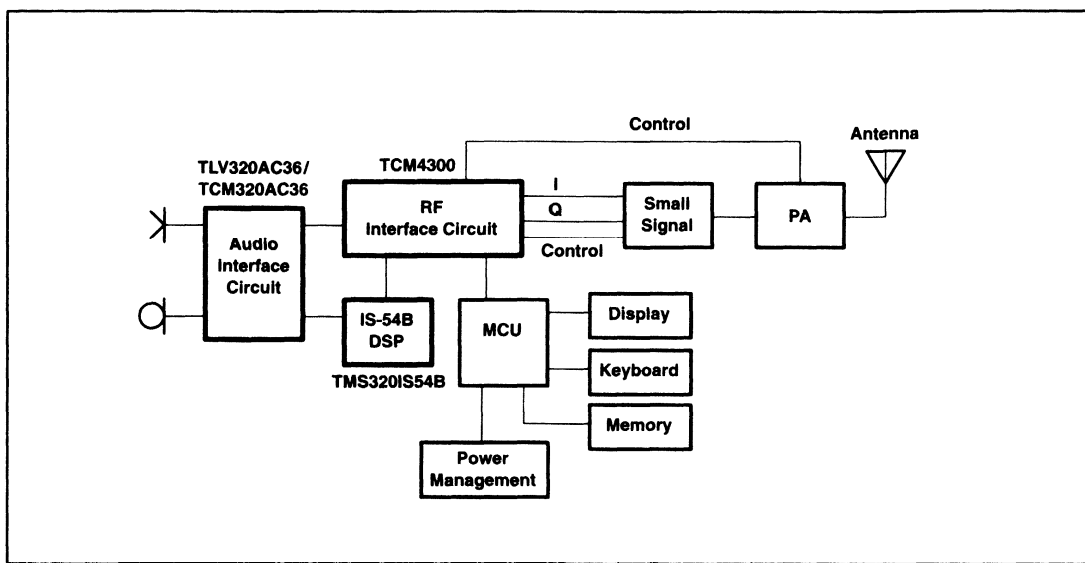 Control
Antenna
TLV320AC36/
TCM320AC36
TCM4300
I
Q
Control
RF
Interface Circuit
Small
Signal
PA
Audio
Interface
Circuit
IS-54B
DSP
TMS320IS54B
MCU
Display
Keyboard
Memory
Power
Management